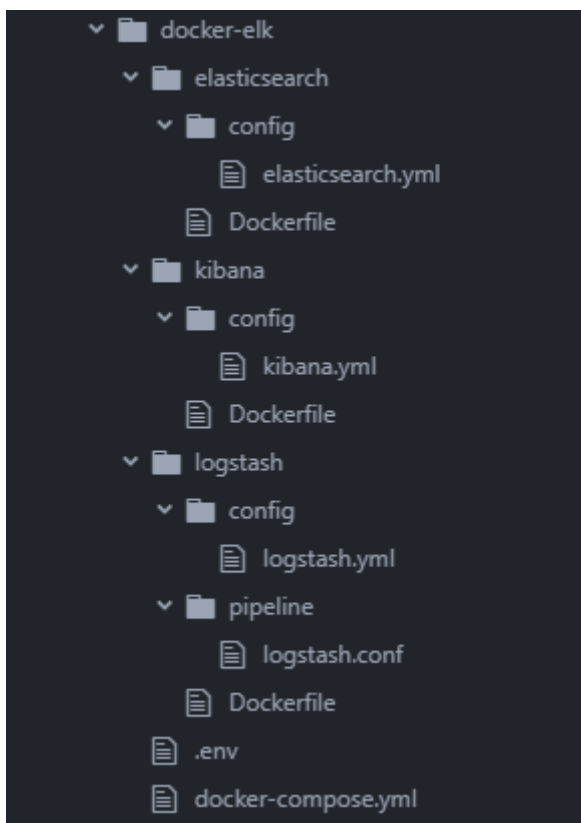 docker-elk
elasticsearch
config
elasticsearch.yml
Dockerfile
kibana
config
kibana.yml
Dockerfile
logstash
config
logstash.yml
pipeline
logstash.conf
Dockerfile
.env
docker-compose.yml